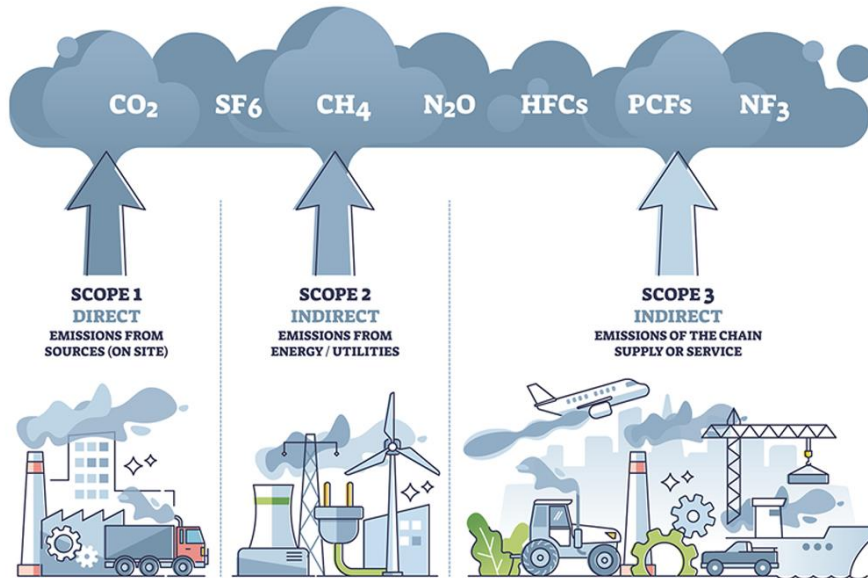 CO₂ SF6 CH₄ N₂O HFCs PCFs NF₃
SCOPE 1
DIRECT
EMISSIONS FROM
SOURCES (ON SITE)
SCOPE 2
INDIRECT
EMISSIONS FROM
ENERGY / UTILITIES
SCOPE 3
INDIRECT
EMISSIONS OF THE CHAIN
SUPPLY OR SERVICE